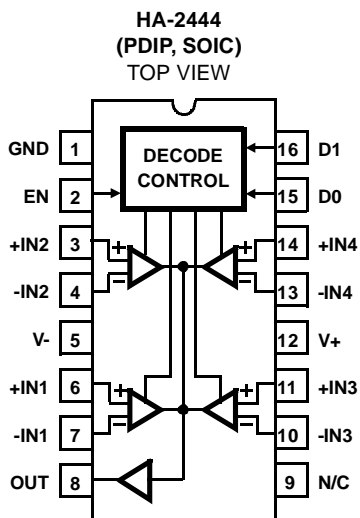 HA-2444
(PDIP, SOIC)
TOP VIEW
DECODE
CONTROL
GND 1
16 D1
EN 2
15 D0
+IN2 3 +
+ 14 +IN4
-IN2 4 −
− 13 -IN4
V- 5
12 V+
+IN1 6 +
+ 11 +IN3
-IN1 7 −
− 10 -IN3
OUT 8
9 N/C